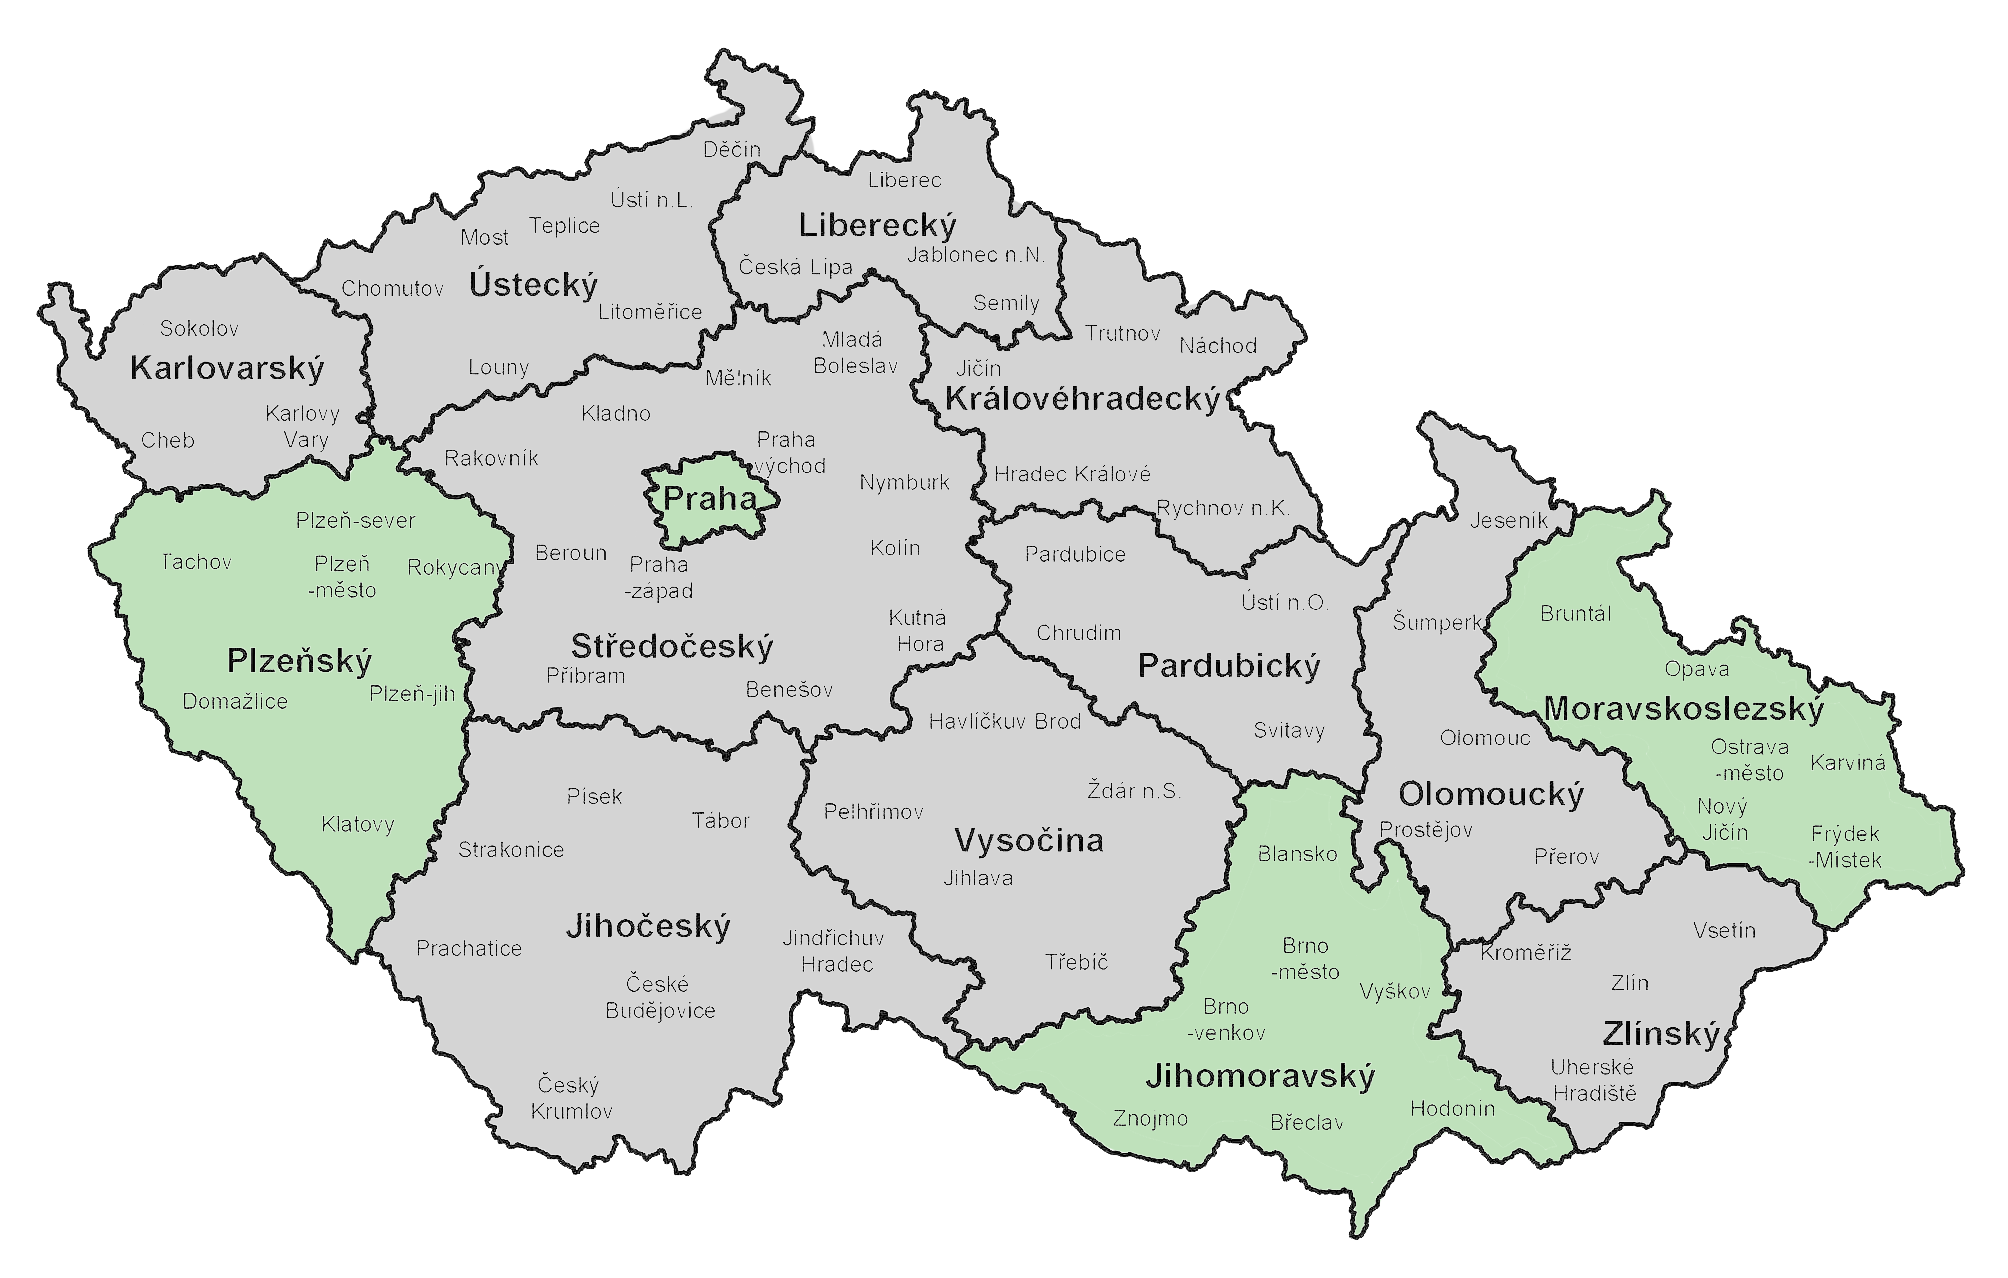 Děčín
Liberec
Ústí n.L.
Teplice
Most
Liberecký
Jablonec n.N.
Česká Lípa
Chomutov
Ústecký
Litoměřice
Semily
Sokolov
Trutnov
Náchod
Mladá
Boleslav
Karlovarský
Louny
Mělník
Jičín
Královéhradecký
Karlovy
Vary
Kladno
Cheb
Praha
východ
Rakovník
Nymburk
Hradec Králové
Praha
Rychnov n.K.
Jeseník
Plzeň-sever
Beroun
Kolín
Pardubice
Tachov
Plzeň
-město
Rokycany
Praha
-západ
Ústí n.O.
Bruntál
Kutná
Hora
Chrudim
Šumperk
Středočeský
Plzeňský
Pardubický
Opava
Příbram
Benešov
Domažlice
Plzeň-jih
Moravskoslezský
Havlíčkuv Brod
Svitavy
Olomouc
Ostrava
-město
Karviná
Písek
Ždár n.S.
Olomoucký
Pelhřimov
Tábor
Nový
Jičín
Klatovy
Vysočina
Prostějov
Frýdek
-Místek
Strakonice
Blansko
Přerov
Jihlava
Jihočeský
Jindřichuv
Hradec
Vsetín
Prachatice
Třebíč
Brno
-město
Kroměříž
České
Budějovice
Vyškov
Zlín
Brno
-venkov
Zlínský
Jihomoravský
Uherské
Hradiště
Český
Krumlov
Znojmo
Břeclav
Hodonín